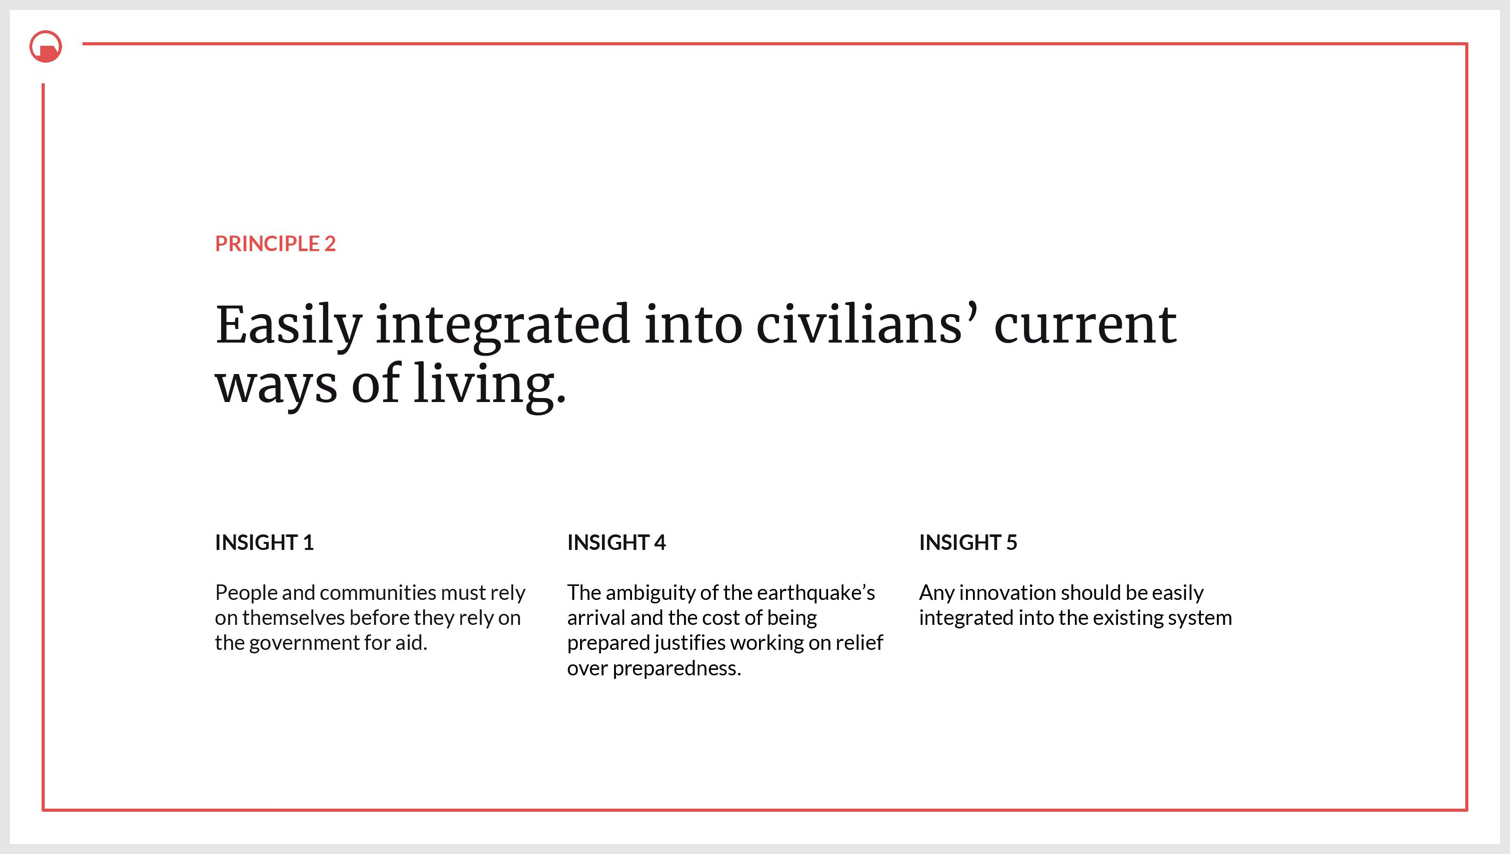 PRINCIPLE 2
Easily integrated into civilians’ current
ways of living.
INSIGHT 1
People and communities must rely
on themselves before they rely on
the government for aid.
INSIGHT 4
The ambiguity of the earthquake’s
arrival and the cost of being
prepared justifies working on relief
over preparedness.
INSIGHT 5
Any innovation should be easily
integrated into the existing system